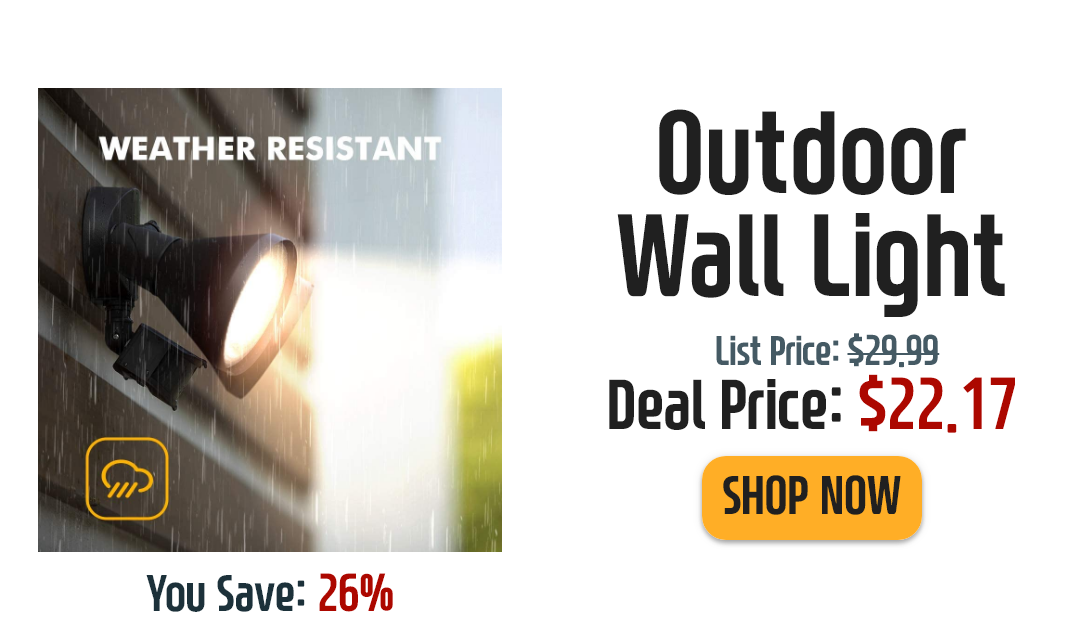 WEATHER RESISTANT
You Save: 26%
Outdoor
Wall Light
List Price: $29.99
Deal Price: $22.17
SHOP NOW